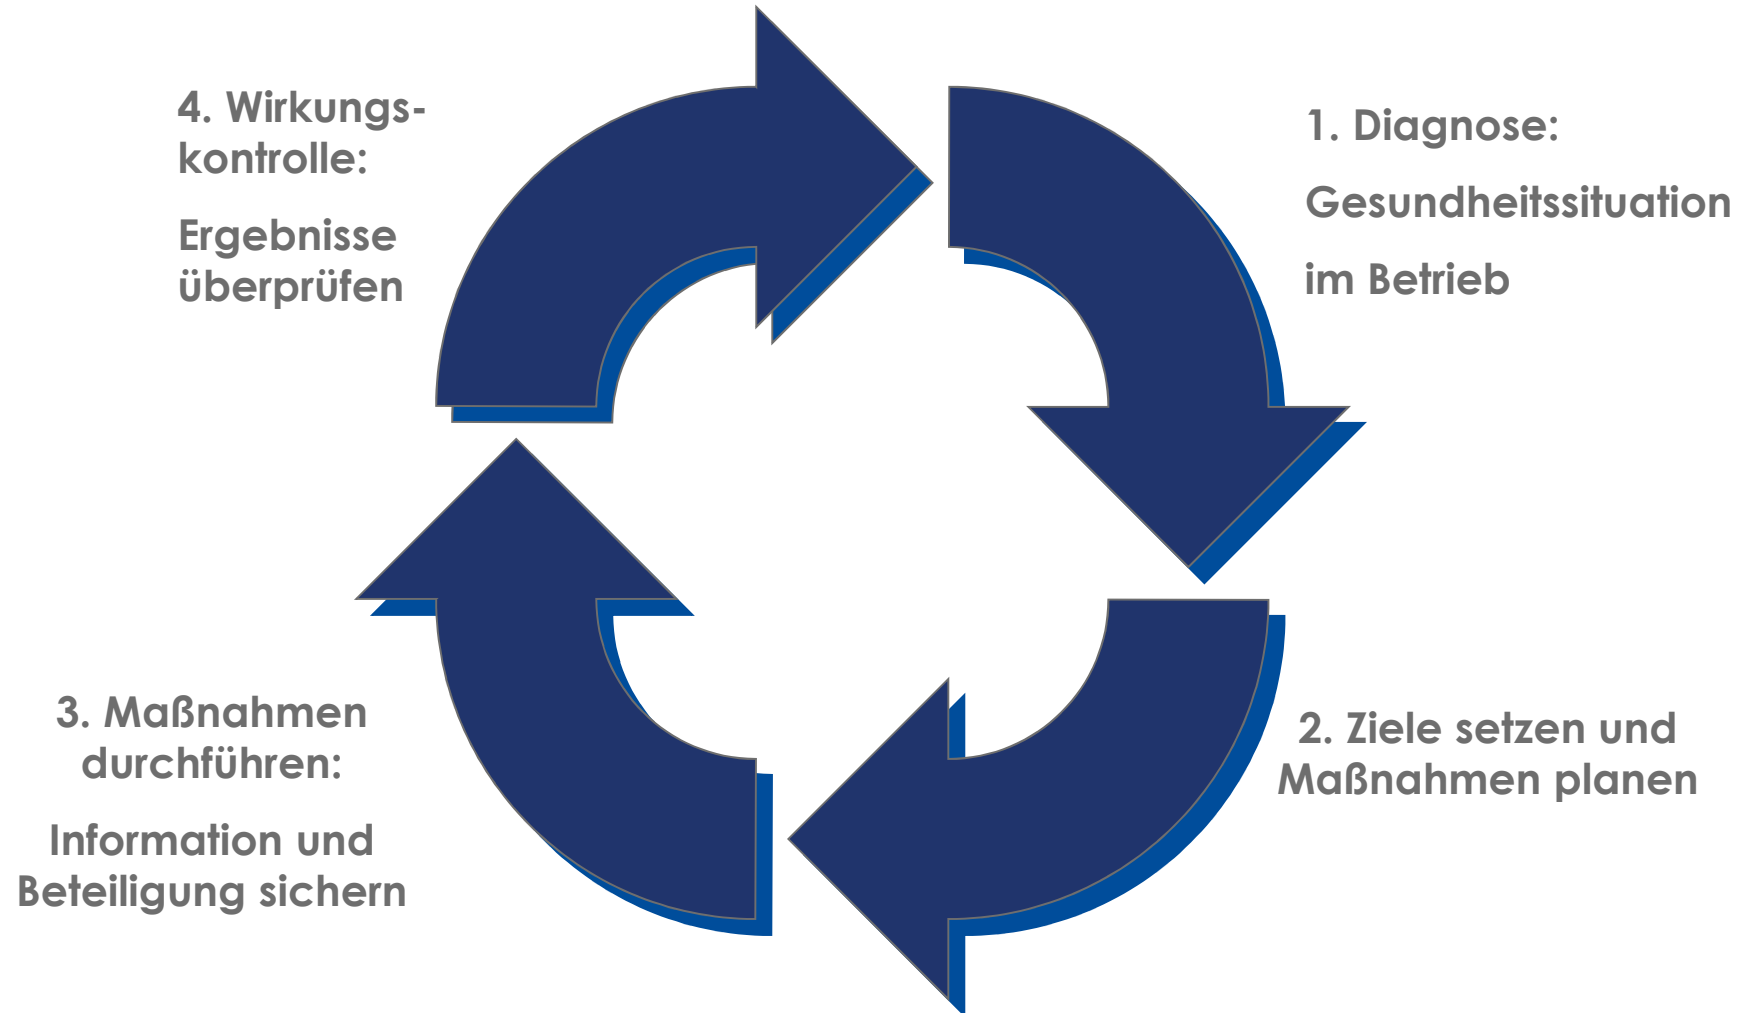 1. Diagnose:
Gesundheitssituation
im Betrieb
2. Ziele setzen und
Maßnahmen planen
3. Maßnahmen
durchführen:
Information und
Beteiligung sichern
4. Wirkungs-
kontrolle:
Ergebnisse
überprüfen